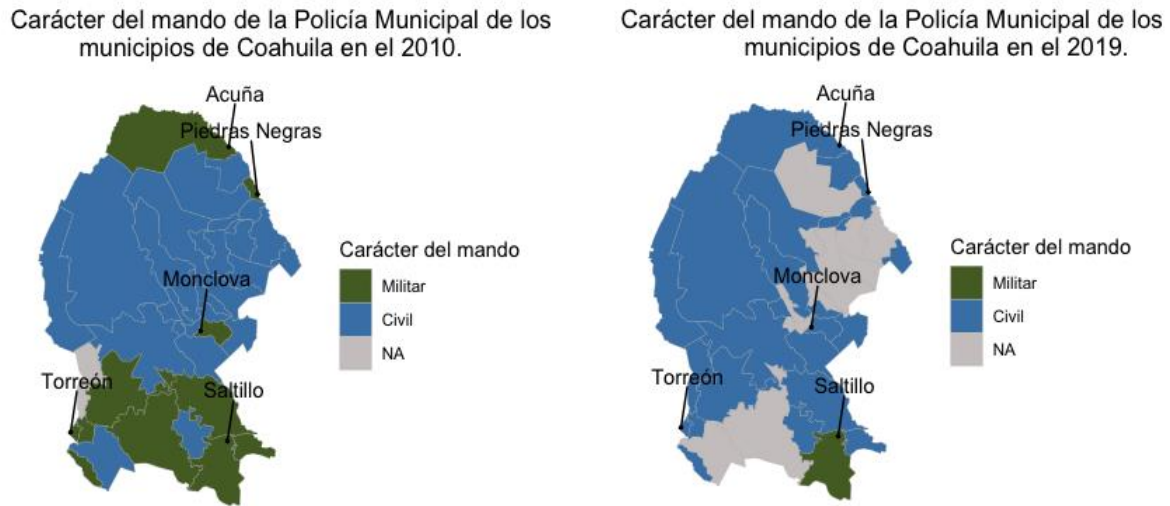 Carácter del mando de la Policía Municipal de los
municipios de Coahuila en el 2010.
Acuña
Piedras Negras
Monclova
Torreón
Saltillo
Carácter del mando
Militar
Civil
NA
Carácter del mando de la Policía Municipal de los
municipios de Coahuila en el 2019.
Acuña
Piedras Negras
Monclova
Torreón
Saltillo
Carácter del mando
Militar
Civil
NA